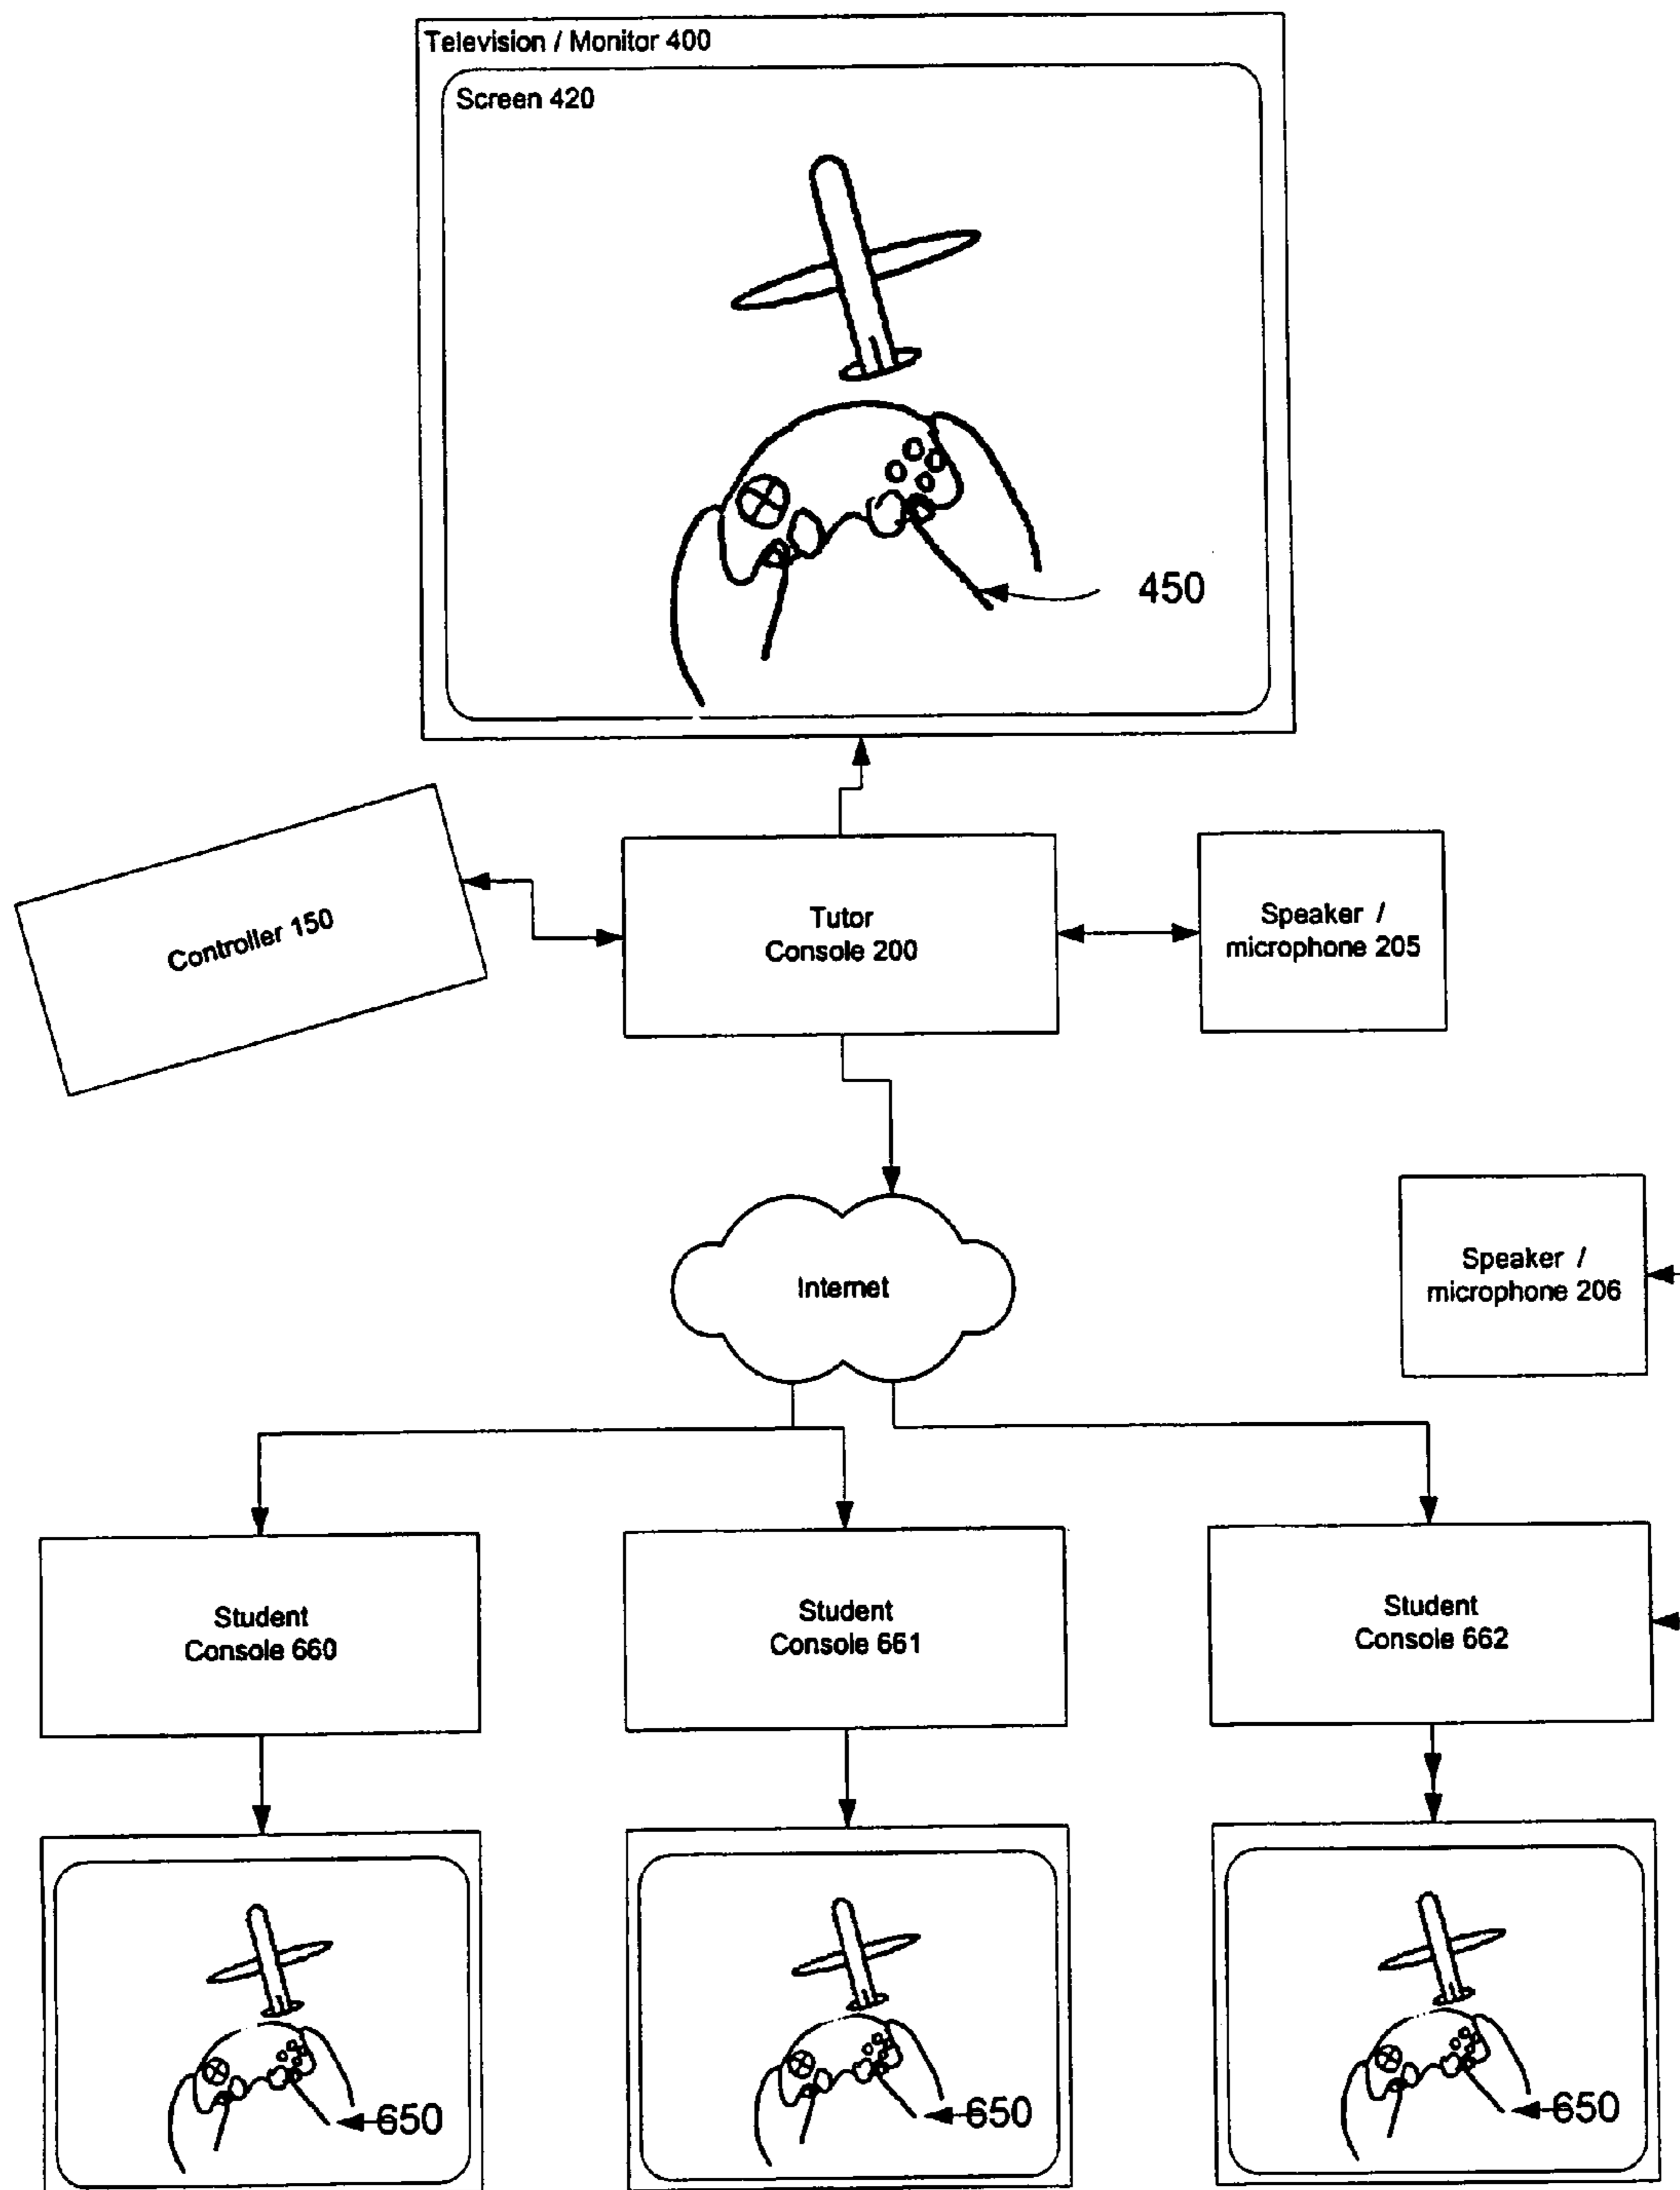 Television / Monitor 400
Screen 420
450
Controller 150
Tutor
Console 200
Speaker /
microphone 205
Internet
Speaker /
microphone 206
Student
Console 660
Student
Console 661
Student
Console 662
650
650
650